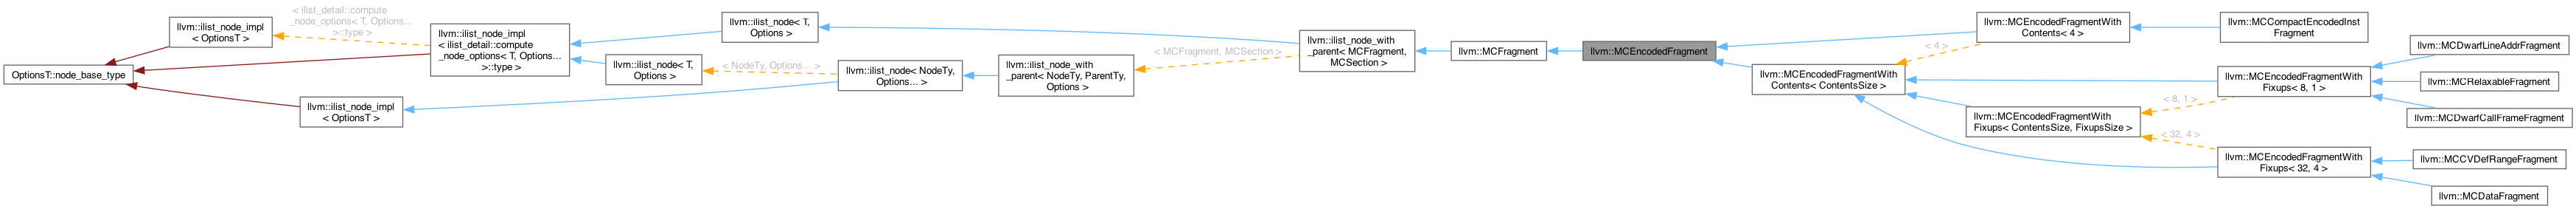 OptionsT::node_base_type
llvm::ilist_node_impl
< OptionsT >
< ilist_detail::compute
_node_options< T, Options...
>::type >
llvm::ilist_node_impl
< OptionsT >
llvm::ilist_node_impl
< ilist_detail::compute
_node_options< T, Options...
>::type >
llvm::ilist_node< T,
Options >
llvm::ilist_node< T,
Options >
< NodeTy, Options... >
llvm::ilist_node< NodeTy,
Options... >
llvm::ilist_node_with
_parent< NodeTy, ParentTy,
Options >
< MCFragment, MCSection >
llvm::ilist_node_with
_parent< MCFragment,
MCSection >
llvm::MCFragment
llvm::MCEncodedFragment
llvm::MCEncodedFragmentWith
Contents< 4 >
< 4 >
llvm::MCEncodedFragmentWith
Contents< ContentsSize >
llvm::MCCompactEncodedInst
Fragment
llvm::MCEncodedFragmentWith
Fixups< 8, 1 >
< 8, 1 >
llvm::MCEncodedFragmentWith
Fixups< ContentsSize, FixupsSize >
< 32, 4 >
llvm::MCEncodedFragmentWith
Fixups< 32, 4 >
llvm::MCDwarfLineAddrFragment
llvm::MCRelaxableFragment
llvm::MCDwarfCallFrameFragment
llvm::MCCVDefRangeFragment
llvm::MCDataFragment